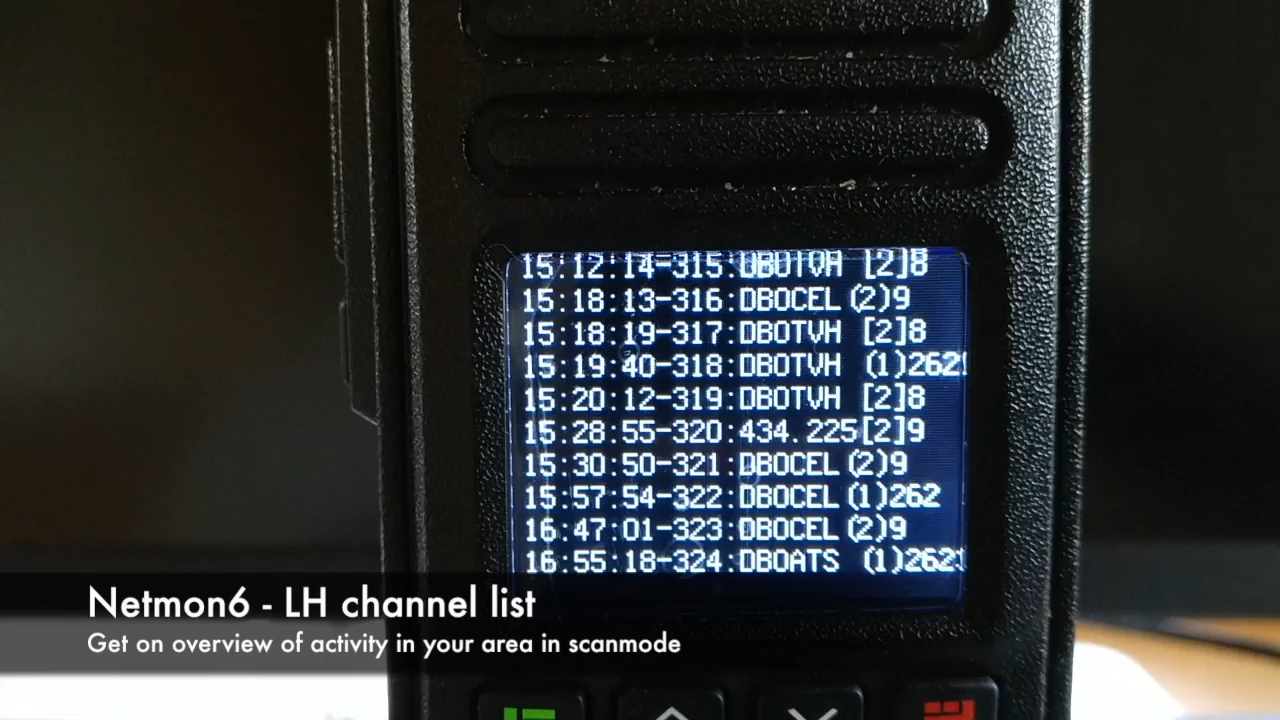 15:12:14-315:DB0TVH [2]8
15:18:13-316:DB0CEL(2)9
15:18:19-317:DB0TVH [2]8
15:19:40-318:DB0TVH (1)262
15:20:12-319:DB0TVH [2]8
15:28:55-320:434.225[2]9
15:30:50-321:DB0CEL(2)9
15:57:54-322:DB0CEL(1)262
16:47:01-323:DB0CEL(2)9
16:55:18-324:DB0ATS (1)262
Netmon6 - LH channel list
Get on overview of activity in your area in scanmode